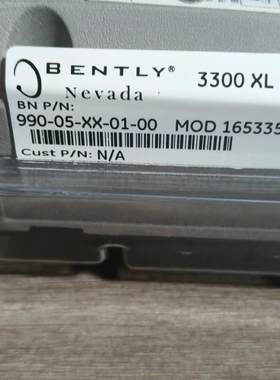 BENTLY® 3300 XL
Nevada
BN P/N:
990-05-XX-01-00 MOD 165335
Cust P/N: N/A